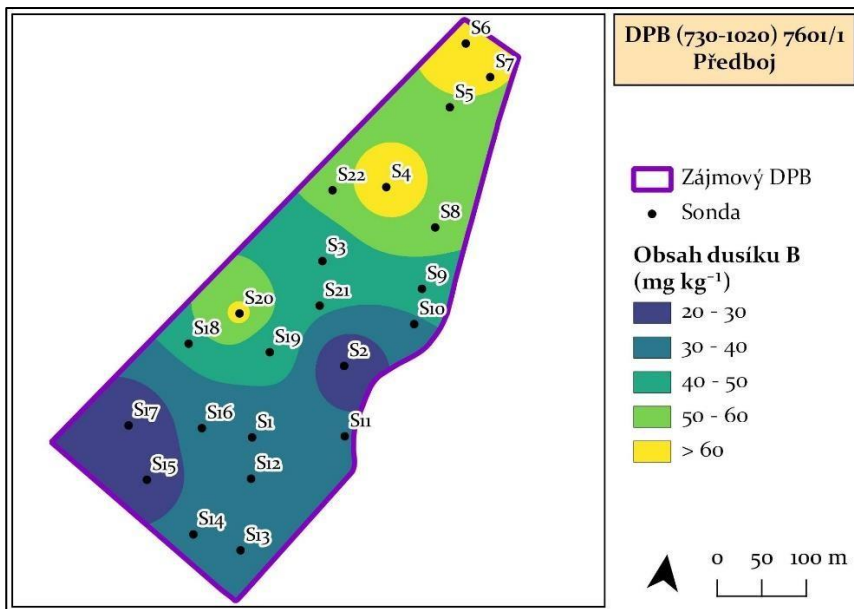 DPB (730-1020) 7601/1
Předboj
S6
S7
S5
S4
S22
S8
S3
S9
S21
S10
S20
S18
S19
S2
S17
S16
S1
S11
S15
S12
S14
S13
Zájmový DPB
Sonda
Obsah dusíku B
(mg kg⁻¹)
20 - 30
30 - 40
40 - 50
50 - 60
> 60
0 50 100 m